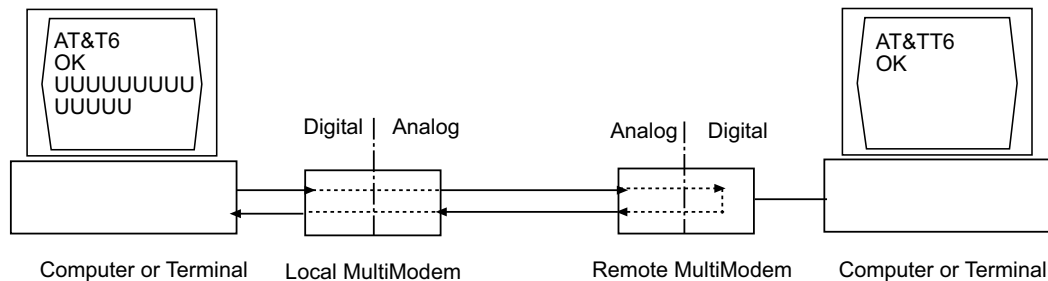 AT&T6
OK
UUUUUUUUU
UUUUU
AT&TT6
OK
Digital Analog
Analog Digital
Computer or Terminal
Local MultiModem
Remote MultiModem
Computer or Terminal